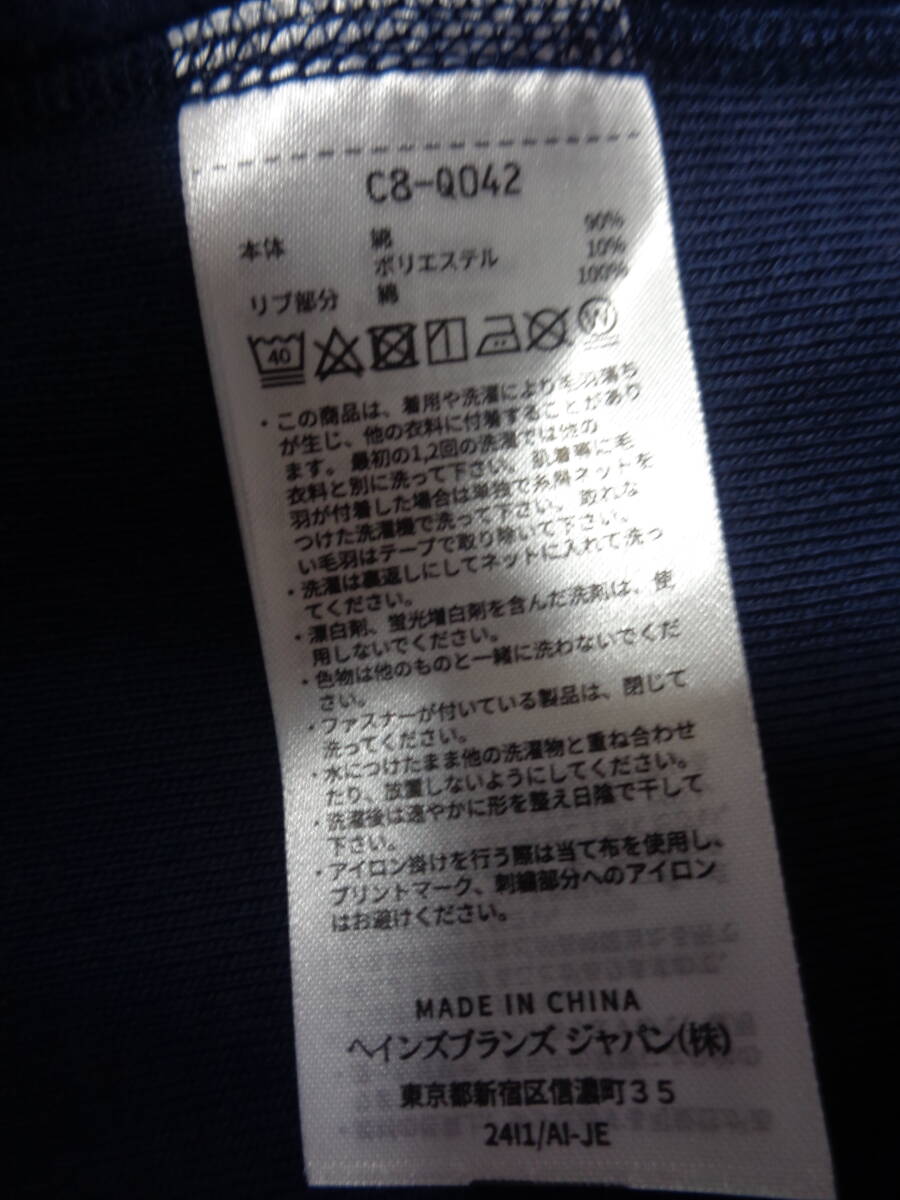 C8-Q042
本体 綿 90%
ポリエステル 10%
リブ部分 綿 100%
40
W
・この商品は、着用や洗濯により毛羽落ち
が生じ、他の衣料に付着することがあり
ます。最初の1,2回の洗濯では他の
衣料と別に洗って下さい。肌着等に毛
羽が付着した場合は単独で糸屑ネットを
つけた洗濯機で洗って下さい。取れな
い毛羽はテープで取り除いて下さい。
・洗濯は裏返しにしてネットに入れて洗っ
てください。
・漂白剤、蛍光増白剤を含んだ洗剤は、使
用しないでください。
・色物は他のものと一緒に洗わないでくだ
さい。
・ファスナーが付いている製品は、閉じて
洗ってください。
・水につけたまま他の洗濯物と重ね合わせ
たり、放置しないようにしてください。
・洗濯後は速やかに形を整え日陰で干して
下さい。
・アイロン掛けを行う際は当て布を使用し、
プリントマーク、刺繍部分へのアイロン
はお避けください。
MADE IN CHINA
ヘインズブランズ ジャパン(株)
東京都新宿区信濃町35
24I1/AI-JE